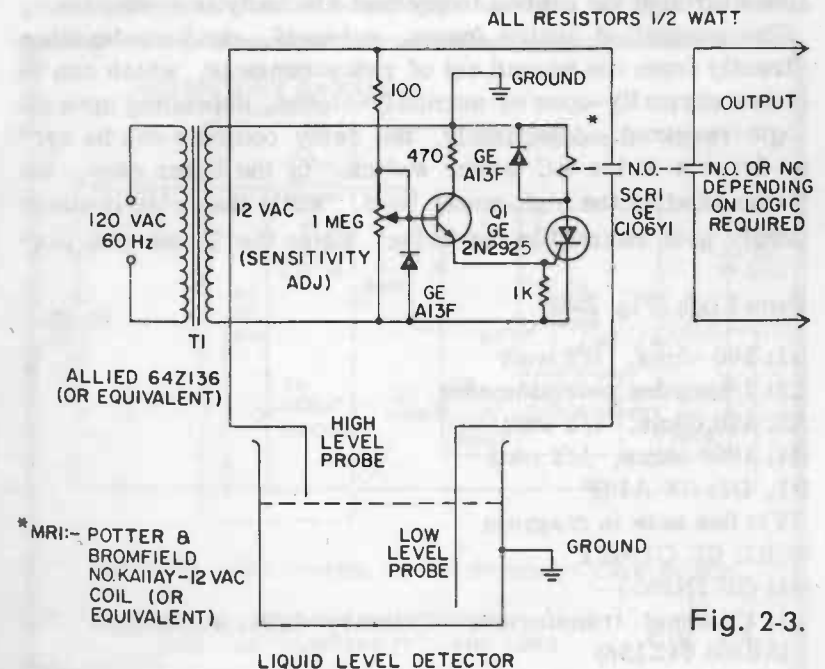 ALL RESISTORS 1/2 WATT
100
GROUND
OUTPUT
470
GE
A13F
*
N.O.
N.O. OR NC
DEPENDING
ON LOGIC
REQUIRED
SCR1
GE
C106Y1
120 VAC
60 Hz
12 VAC
1 MEG
(SENSITIVITY
ADJ)
Q1
GE
2N2925
GE
A13F
1K
T1
ALLIED 64Z136
(OR EQUIVALENT)
HIGH
LEVEL
PROBE
LOW
LEVEL
PROBE
GROUND
*MR1:- POTTER &
BROMFIELD
NO.KA11AY-12 VAC
COIL (OR
EQUIVALENT)
Fig. 2-3.
LIQUID LEVEL DETECTOR